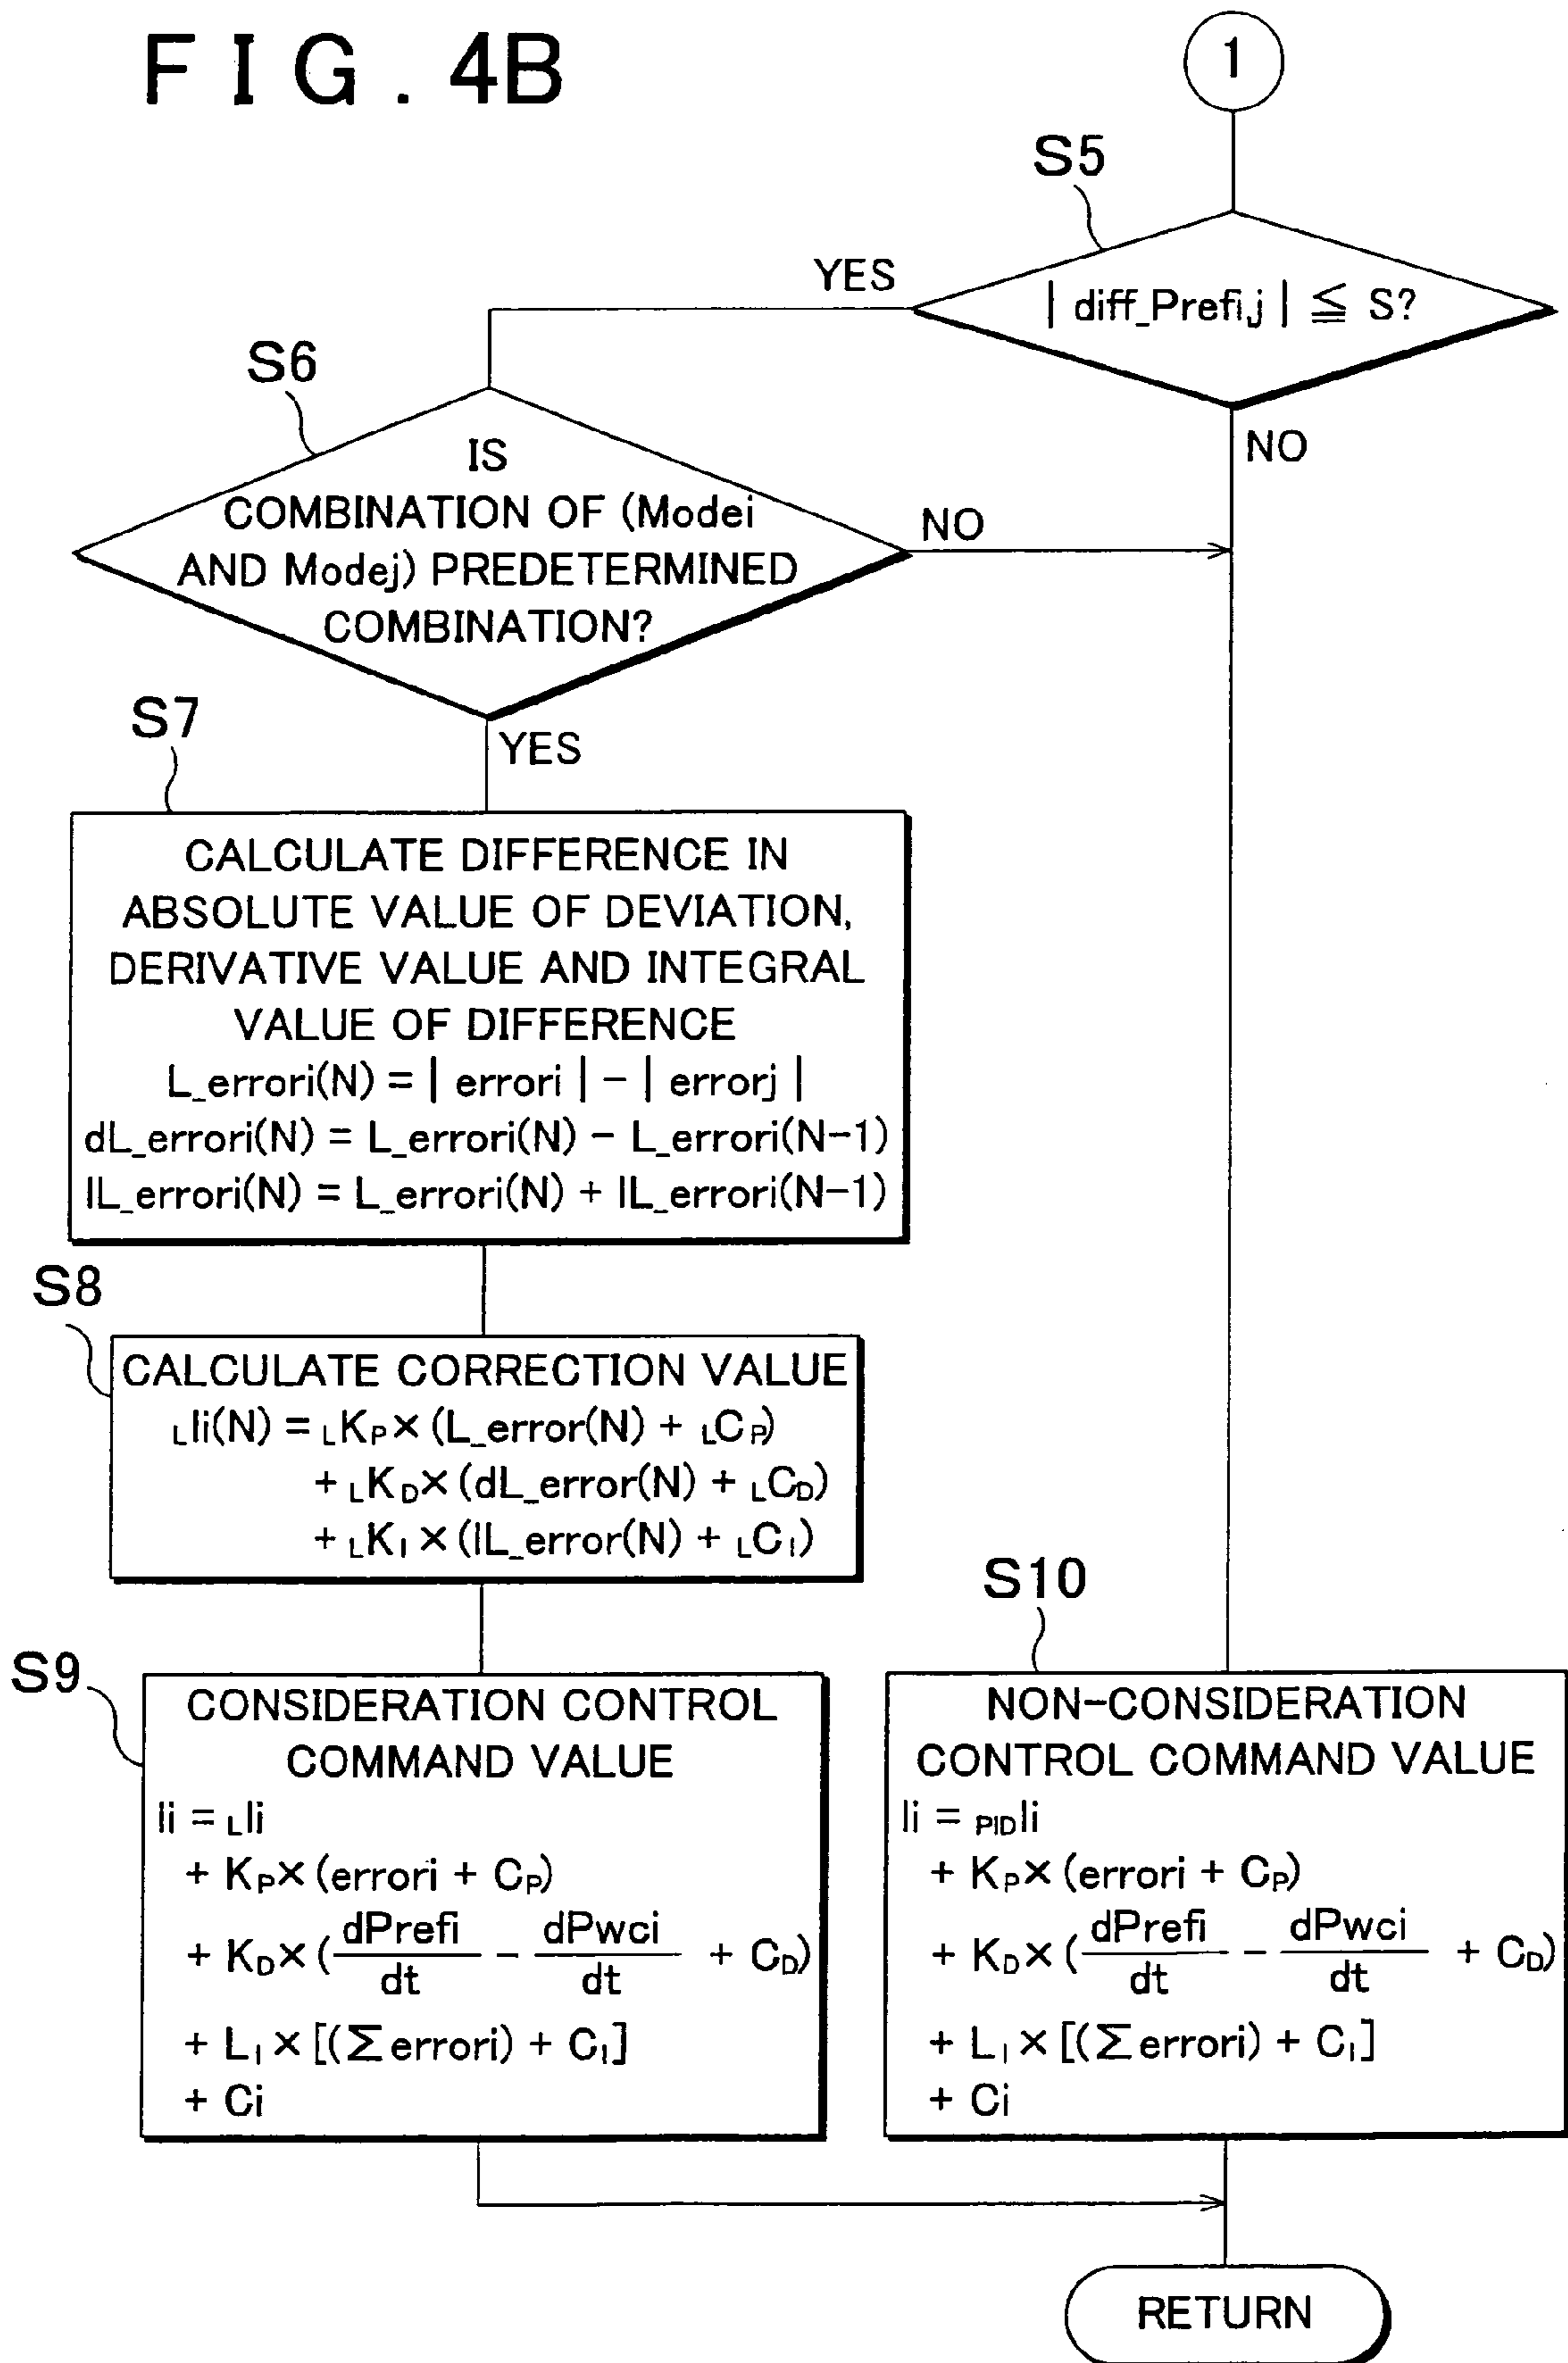 FIG. 4B
1
S5
YES
| diff_Prefi,j | ≦ S?
NO
S6
IS
COMBINATION OF (Modei
AND Modej) PREDETERMINED
COMBINATION?
NO
YES
S7
CALCULATE DIFFERENCE IN
ABSOLUTE VALUE OF DEVIATION,
DERIVATIVE VALUE AND INTEGRAL
VALUE OF DIFFERENCE
L_errori(N) = | errori | - | errorj |
dL_errori(N) = L_errori(N) - L_errori(N-1)
IL_errori(N) = L_errori(N) + IL_errori(N-1)
S8
CALCULATE CORRECTION VALUE
LIi(N) = LKP× (L_error(N) + LCP)
+ LKD× (dL_error(N) + LCD)
+ LKI × (IL_error(N) + LCI)
S9
CONSIDERATION CONTROL
COMMAND VALUE
Ii = LIi
+ KP× (errori + CP)
+ KD× (dPrefi/dt - dPwci/dt + CD)
+ LI × [(Σerrori) + CI]
+ Ci
S10
NON-CONSIDERATION
CONTROL COMMAND VALUE
Ii = PIDIi
+ KP× (errori + CP)
+ KD× (dPrefi/dt - dPwci/dt + CD)
+ LI × [(Σerrori) + CI]
+ Ci
RETURN